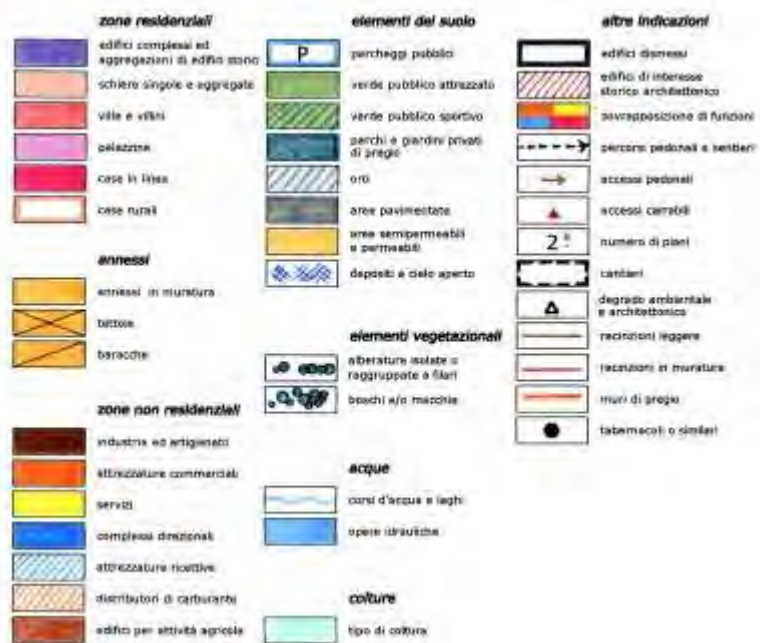 zone residenziali
edifici complessi ed
aggregazioni di edifici storici
schiere singole e aggregate
ville e villini
palazzine
case in linea
case rurali
annessi
annessi in muratura
tettoie
baracche
zone non residenziali
industria ed artigianato
attrezzature commerciali
servizi
complessi direzionali
attrezzature ricettive
distributori di carburante
edifici per attività agricola
elementi del suolo
P
parcheggi pubblici
verde pubblico attrezzato
verde pubblico sportivo
parchi e giardini privati
di pregio
orti
aree pavimentate
aree semipermeabili
e permeabili
depositi a cielo aperto
elementi vegetazionali
alberature isolate o
raggruppate a filari
boschi e/o macchie
acque
corsi d'acqua e laghi
opere idrauliche
colture
tipo di coltura
altre indicazioni
edifici dismessi
edifici di interesse
storico architettonico
sovrapposizione di funzioni
percorsi pedonali e sentieri
accessi pedonali
accessi carrabili
2
numero di piani
cantieri
degrado ambientale
e architettonico
recinzioni leggere
recinzioni in muratura
muri di pregio
tabernacoli o similari